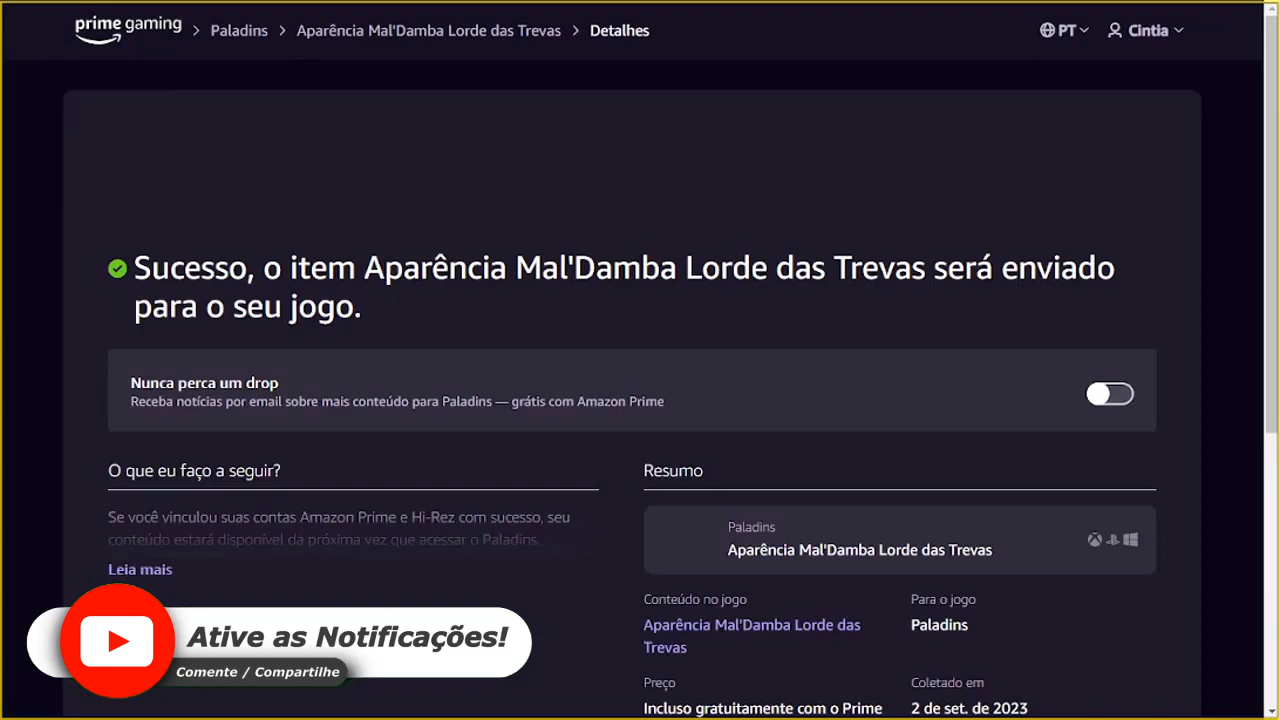 prime gaming > Paladins > Aparência Mal'Damba Lorde das Trevas > Detalhes
PT
Cintia
Sucesso, o item Aparência Mal'Damba Lorde das Trevas será enviado
para o seu jogo.
Nunca perca um drop
Receba notícias por email sobre mais conteúdo para Paladins — grátis com Amazon Prime
O que eu faço a seguir?
Se você vinculou suas contas Amazon Prime e Hi-Rez com sucesso, seu
conteúdo estará disponível da próxima vez que acessar o Paladins.
Leia mais
Resumo
Paladins
Aparência Mal'Damba Lorde das Trevas
Conteúdo no jogo
Aparência Mal'Damba Lorde das
Trevas
Para o jogo
Paladins
Preço
Incluso gratuitamente com o Prime
Coletado em
2 de set. de 2023
Ative as Notificações!
Comente / Compartilhe